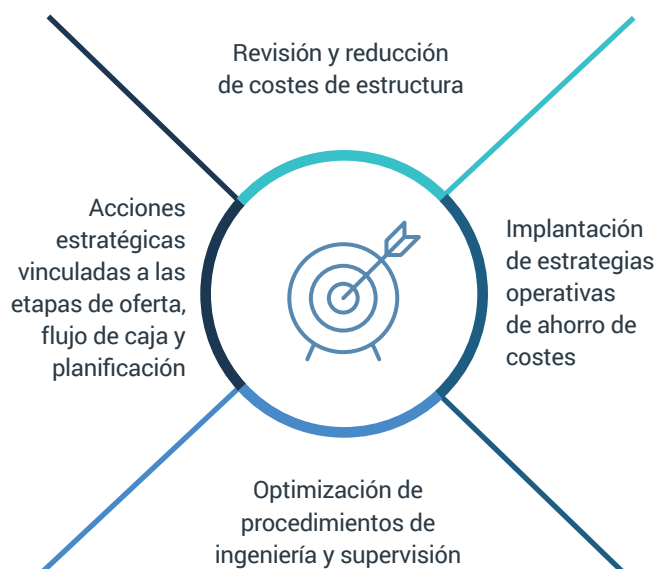 Revisión y reducción
de costes de estructura
Acciones
estratégicas
vinculadas a las
etapas de oferta,
flujo de caja y
planificación
Implantación
de estrategias
operativas
de ahorro de
costes
Optimización de
procedimientos de
ingeniería y supervisión